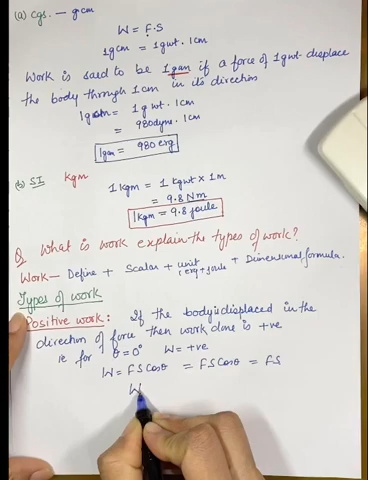 (a) Cgs. — gcm
W = F.S
1gcm = 1gwt. 1cm
Work is said to be 1gcm if a force of 1gwt. displace
the body through 1cm in its direction
1gcm = 1gwt. 1cm
= 980dyne. 1cm
1gcm = 980 erg
(b) SI kgm
1 kgm = 1 kgwt × 1m
= 9.8 Nm
1kgm = 9.8 joule
Q What is work explain the types of work?
Work — Define + Scalar + unit + Dimensional formula.
1 erg + joule
Types of work
Positive work: If the body is displaced in the
direction of force then work done is +ve
ie for θ = 0° W = +ve
W = FS Cosθ = FS Cosθ = FS
W